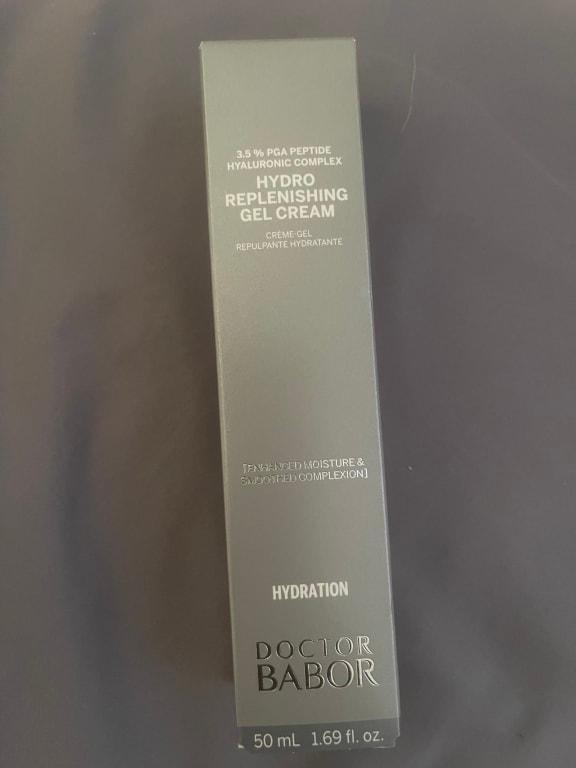 3.5 % PGA PEPTIDE
HYALURONIC COMPLEX
HYDRO
REPLENISHING
GEL CREAM
CRÈME-GEL
REPULPANTE HYDRATANTE
[ENHANCED MOISTURE &
SMOOTHED COMPLEXION]
HYDRATION
DOCTOR
BABOR
50 mL 1.69 fl. oz.